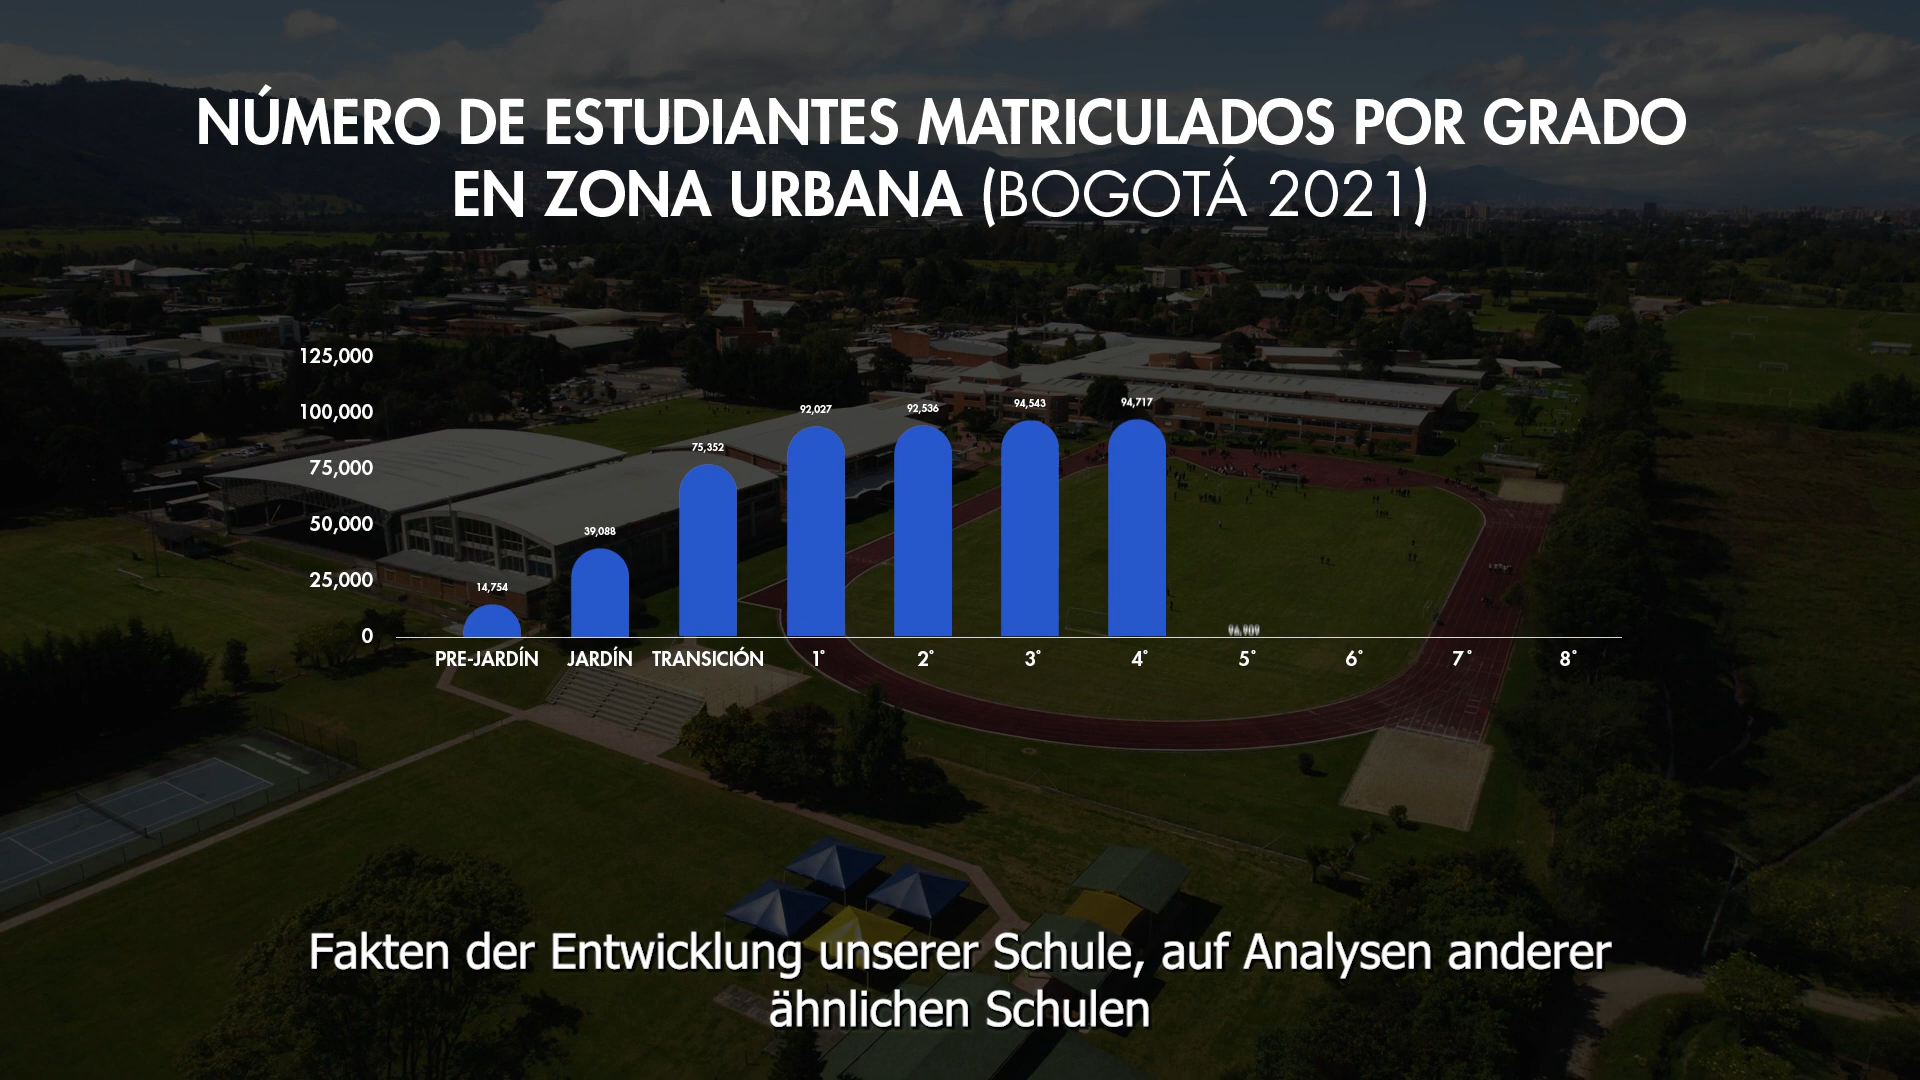 NÚMERO DE ESTUDIANTES MATRICULADOS POR GRADO
EN ZONA URBANA (BOGOTÁ 2021)
125,000
100,000
75,000
50,000
25,000
0
14,754
39,088
75,352
92,027
92,536
94,543
94,717
PRE-JARDÍN JARDÍN TRANSICIÓN 1° 2° 3° 4° 5° 6° 7° 8°
Fakten der Entwicklung unserer Schule, auf Analysen anderer
ähnlichen Schulen